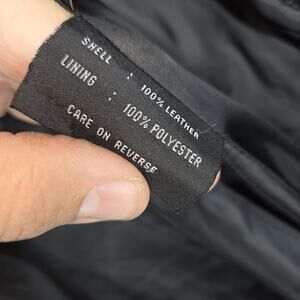 SHELL : 100% LEATHER
LINING : 100% POLYESTER
CARE ON REVERSE